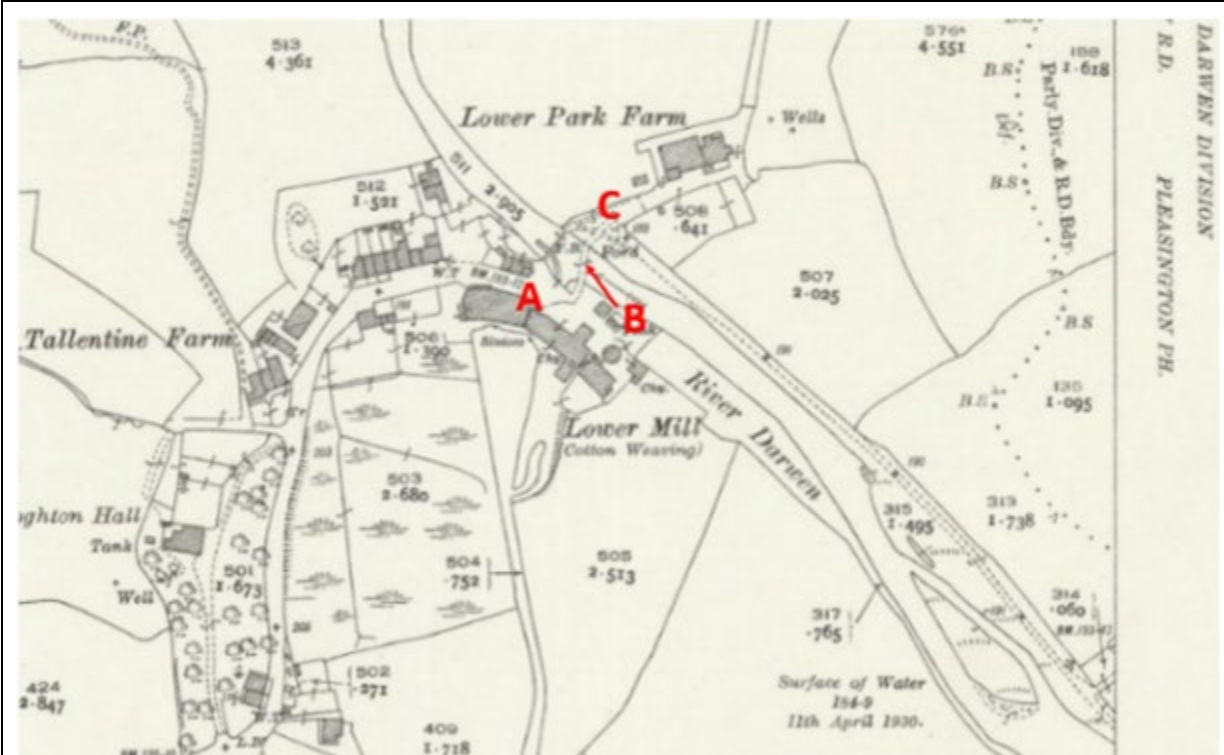 F.P.
513
4·361
576ᵃ
4·551
188
1·618
B.S
DARWEN DIVISION
R.D.
PLEASINGTON PH.
Party Div. & R.D. Bdy.
Lower Park Farm
Wells
511
2·905
512
1·521
B.S
C
508
·641
Ford
F.B.
W.T
A
B
507
2·025
B.S
Tallentine Farm
506
1·390
River Darwen
Lower Mill
(Cotton Weaving)
B.S
135
1·095
503
2·680
ghton Hall
Tank
Well
501
1·673
504
·752
505
2·513
315
1·495
313
1·738
317
·765
314
·060
424
2·847
502
·271
409
1·718
Surface of Water
184·9
11th April 1930.